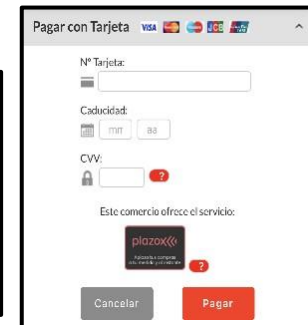 Pagar con Tarjeta VISA JCB
Nº Tarjeta:
Caducidad:
mm aa
CVV:
?
Este comercio ofrece el servicio:
plazox
?
Cancelar Pagar